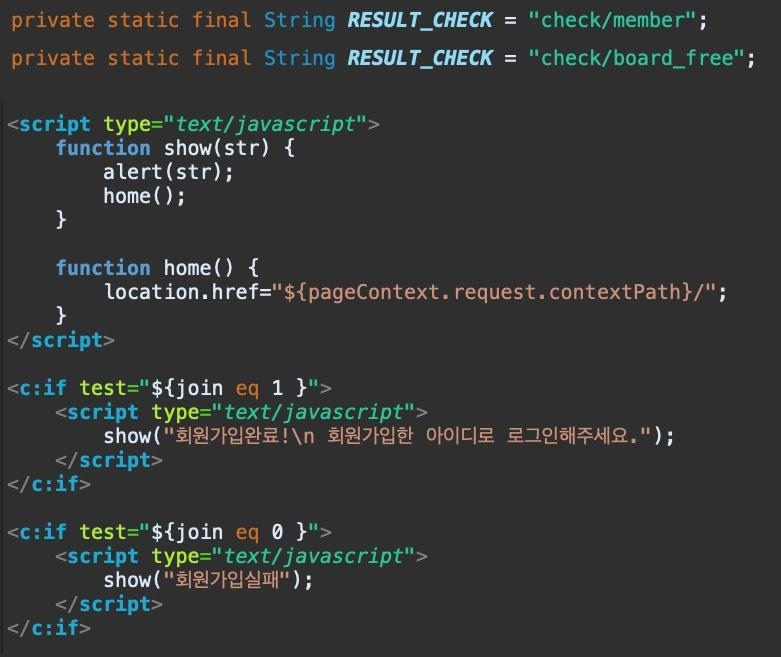 private static final String RESULT_CHECK = "check/member";
private static final String RESULT_CHECK = "check/board_free";
<script type="text/javascript">
function show(str) {
alert(str);
home();
}
function home() {
location.href="${pageContext.request.contextPath}/";
}
</script>
<c:if test="${join eq 1 }">
<script type="text/javascript">
show("회원가입완료!\n 회원가입한 아이디로 로그인해주세요.");
</script>
</c:if>
<c:if test="${join eq 0 }">
<script type="text/javascript">
show("회원가입실패");
</script>
</c:if>